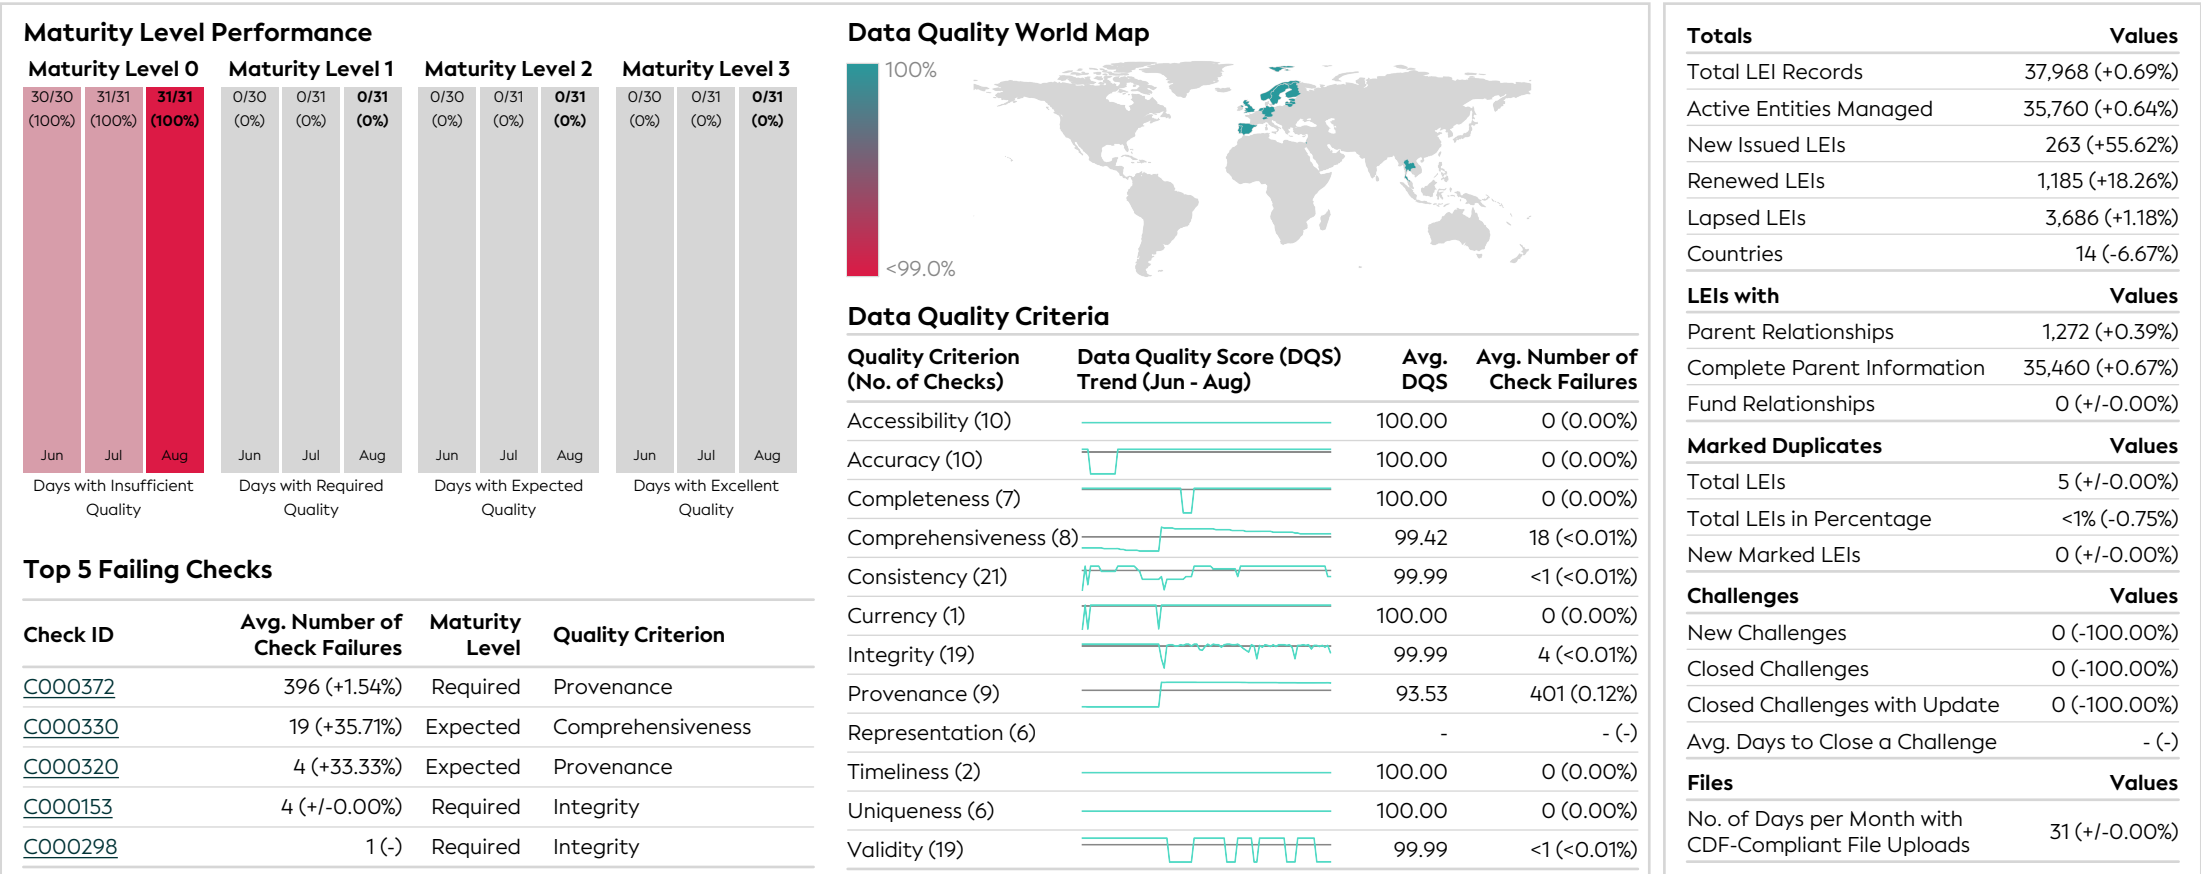 Maturity Level Performance
Maturity Level 0 Maturity Level 1 Maturity Level 2 Maturity Level 3
30/30 31/31 31/31 0/30 0/31 0/31 0/30 0/31 0/31 0/30 0/31 0/31
(100%) (100%) (100%) (0%) (0%) (0%) (0%) (0%) (0%) (0%) (0%) (0%)
Jun Jul Aug Jun Jul Aug Jun Jul Aug Jun Jul Aug
Days with Insufficient Quality
Days with Required Quality
Days with Expected Quality
Days with Excellent Quality
Top 5 Failing Checks
Check ID Avg. Number of Check Failures Maturity Level Quality Criterion
C000372 396 (+1.54%) Required Provenance
C000330 19 (+35.71%) Expected Comprehensiveness
C000320 4 (+33.33%) Expected Provenance
C000153 4 (+/-0.00%) Required Integrity
C000298 1 (-) Required Integrity
Data Quality World Map
100%
<99.0%
Data Quality Criteria
Quality Criterion (No. of Checks) Data Quality Score (DQS) Trend (Jun - Aug) Avg. DQS Avg. Number of Check Failures
Accessibility (10) 100.00 0 (0.00%)
Accuracy (10) 100.00 0 (0.00%)
Completeness (7) 100.00 0 (0.00%)
Comprehensiveness (8) 99.42 18 (<0.01%)
Consistency (21) 99.99 <1 (<0.01%)
Currency (1) 100.00 0 (0.00%)
Integrity (19) 99.99 4 (<0.01%)
Provenance (9) 93.53 401 (0.12%)
Representation (6) - - (-)
Timeliness (2) 100.00 0 (0.00%)
Uniqueness (6) 100.00 0 (0.00%)
Validity (19) 99.99 <1 (<0.01%)
Totals Values
Total LEI Records 37,968 (+0.69%)
Active Entities Managed 35,760 (+0.64%)
New Issued LEIs 263 (+55.62%)
Renewed LEIs 1,185 (+18.26%)
Lapsed LEIs 3,686 (+1.18%)
Countries 14 (-6.67%)
LEIs with Values
Parent Relationships 1,272 (+0.39%)
Complete Parent Information 35,460 (+0.67%)
Fund Relationships 0 (+/-0.00%)
Marked Duplicates Values
Total LEIs 5 (+/-0.00%)
Total LEIs in Percentage <1% (-0.75%)
New Marked LEIs 0 (+/-0.00%)
Challenges Values
New Challenges 0 (-100.00%)
Closed Challenges 0 (-100.00%)
Closed Challenges with Update 0 (-100.00%)
Avg. Days to Close a Challenge - (-)
Files Values
No. of Days per Month with
CDF-Compliant File Uploads 31 (+/-0.00%)